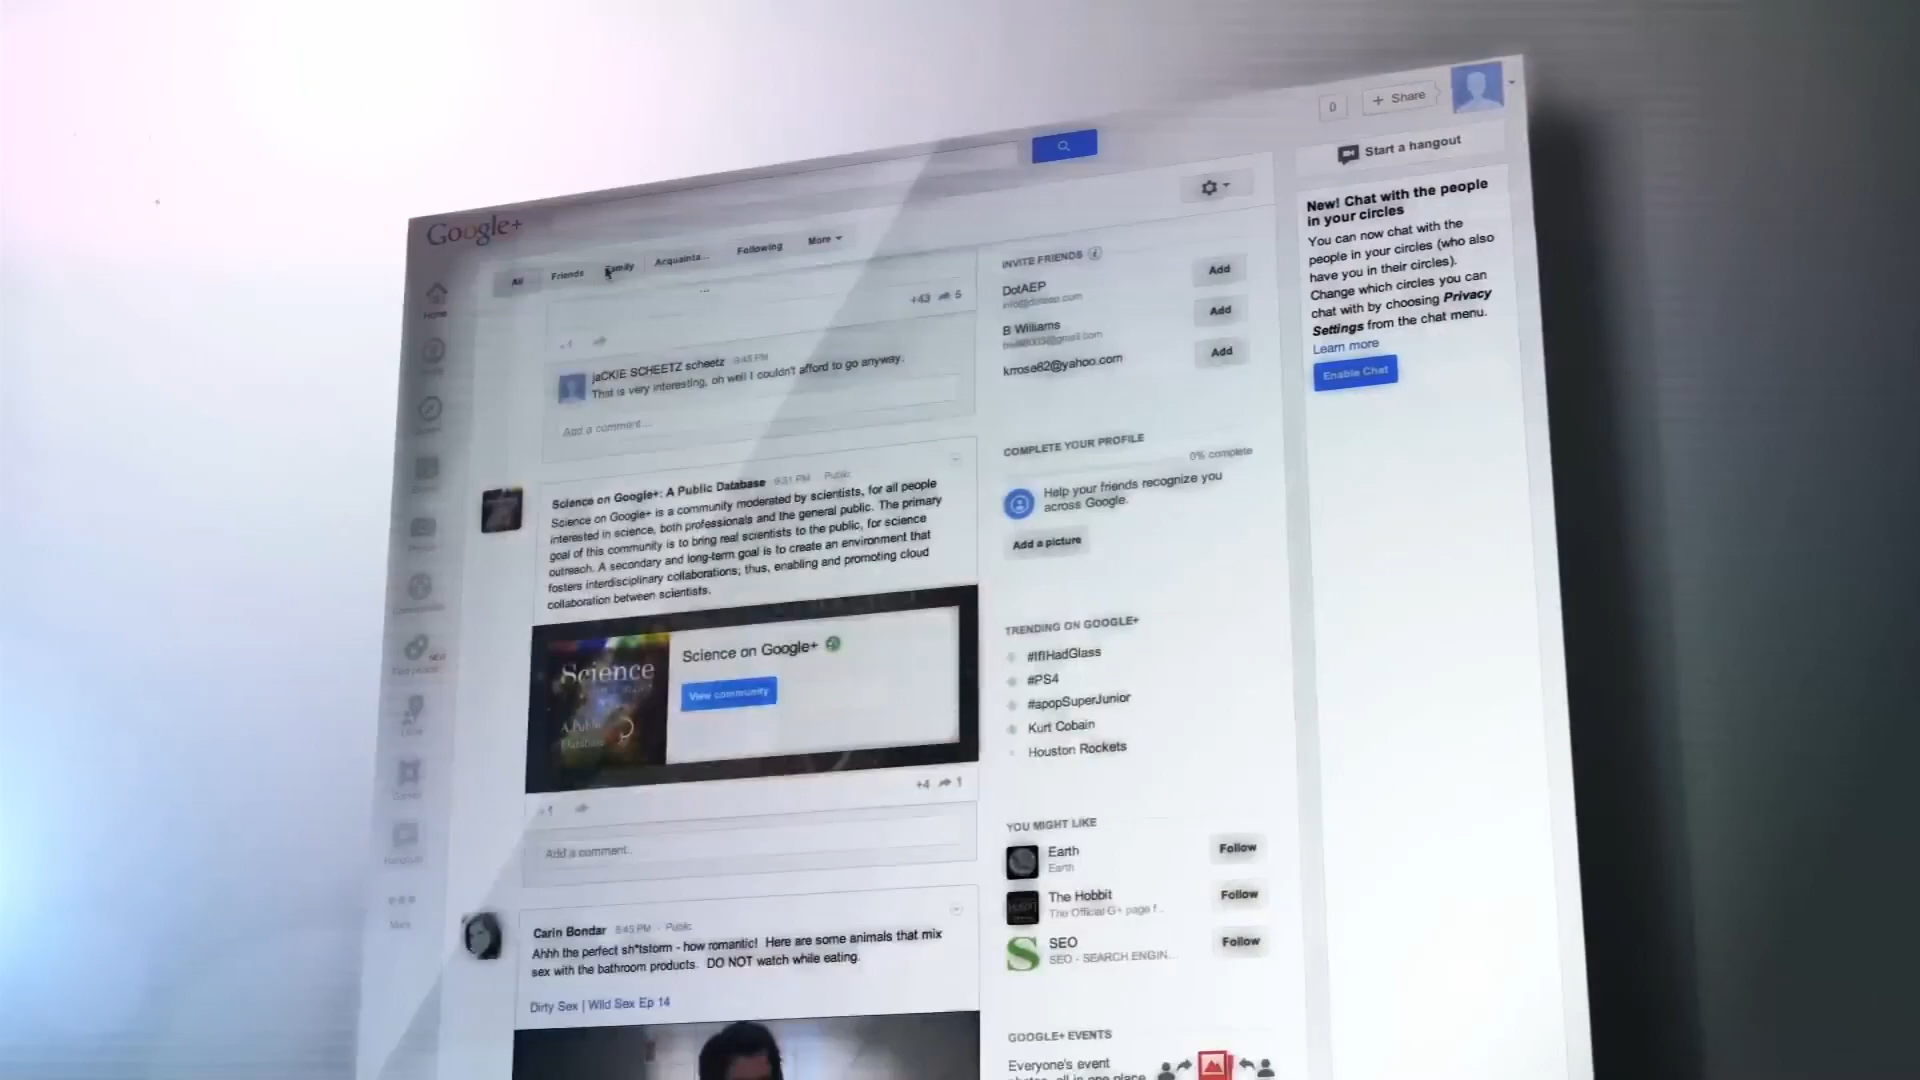 0
+ Share
Start a hangout
Google+
All
Friends
Family
Acquainta...
Following
More
Home
More
NEW
+43
5
jaCKIE SCHEETZ scheetz 9:45 PM
That is very interesting, oh well I couldn't afford to go anyway.
Add a comment...
Science on Google+: A Public Database 9:31 PM Public
Science on Google+ is a community moderated by scientists, for all people
interested in science, both professionals and the general public. The primary
goal of this community is to bring real scientists to the public, for science
outreach. A secondary and long-term goal is to create an environment that
fosters interdisciplinary collaborations; thus, enabling and promoting cloud
collaboration between scientists.
Science
A Public
Database
Science on Google+
View community
+1
+4
1
Add a comment...
Carin Bondar 8:45 PM - Public
Ahhh the perfect sh*tstorm - how romantic! Here are some animals that mix
sex with the bathroom products. DO NOT watch while eating.
Dirty Sex | Wild Sex Ep 14
INVITE FRIENDS
DotAEP
Add
B Williams
Add
krrose82@yahoo.com
Add
COMPLETE YOUR PROFILE
0% complete
Help your friends recognize you
across Google.
Add a picture
TRENDING ON GOOGLE+
#IfIHadGlass
#PS4
#apopSuperJunior
Kurt Cobain
Houston Rockets
YOU MIGHT LIKE
Earth
Earth
Follow
The Hobbit
The Official G+ page f...
Follow
SEO
SEO - SEARCH ENGIN...
Follow
GOOGLE+ EVENTS
Everyone's event
photos, all in one place
New! Chat with the people
in your circles
You can now chat with the
people in your circles (who also
have you in their circles).
Change which circles you can
chat with by choosing Privacy
Settings from the chat menu.
Learn more
Enable Chat